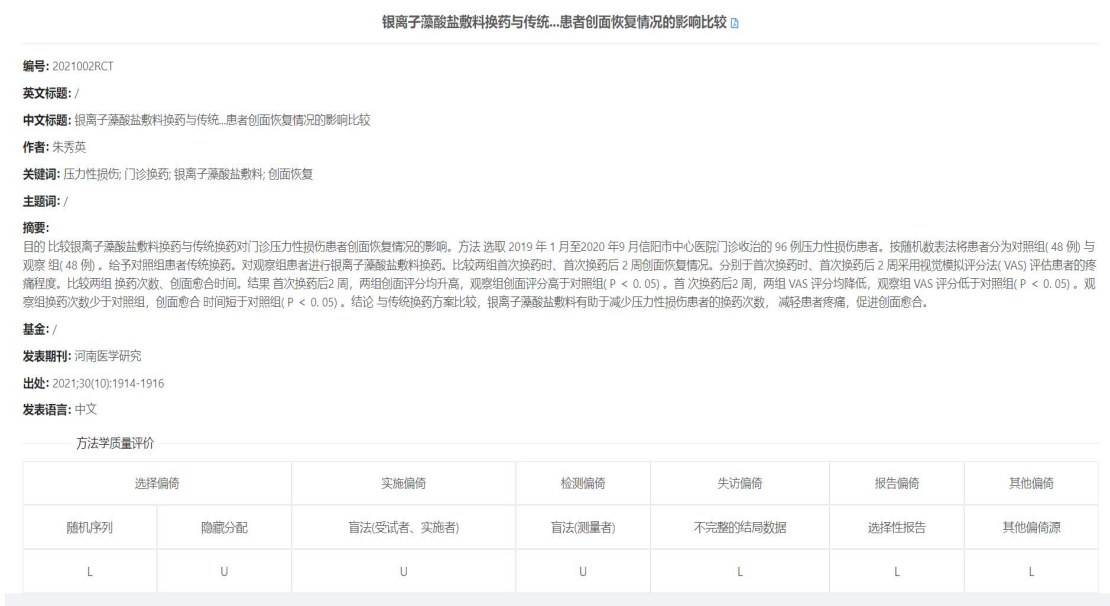 银离子藻酸盐敷料换药与传统...患者创面恢复情况的影响比较
编号: 2021002RCT
英文标题: /
中文标题: 银离子藻酸盐敷料换药与传统...患者创面恢复情况的影响比较
作者: 朱秀英
关键词: 压力性损伤; 门诊换药; 银离子藻酸盐敷料; 创面恢复
主题词: /
摘要:
目的 比较银离子藻酸盐敷料换药与传统换药对门诊压力性损伤患者创面恢复情况的影响。方法 选取 2019 年 1 月至2020 年9 月信阳市中心医院门诊收治的 96 例压力性损伤患者。按随机数表法将患者分为对照组( 48 例) 与
观察 组( 48 例) 。给予对照组患者传统换药。对观察组患者进行银离子藻酸盐敷料换药。比较两组首次换药时、首次换药后 2 周创面恢复情况。分别于首次换药时、首次换药后 2 周采用视觉模拟评分法( VAS) 评估患者的疼
痛程度。比较两组 换药次数、创面愈合时间。结果 首次换药后2 周，两组创面评分均升高，观察组创面评分高于对照组( P < 0. 05) 。首 次换药后2 周，两组 VAS 评分均降低，观察组 VAS 评分低于对照组( P < 0. 05) 。观
察组换药次数少于对照组，创面愈合 时间短于对照组( P < 0. 05) 。结论 与传统换药方案比较，银离子藻酸盐敷料有助于减少压力性损伤患者的换药次数， 减轻患者疼痛，促进创面愈合。
基金: /
发表期刊: 河南医学研究
出处: 2021;30(10):1914-1916
发表语言: 中文
方法学质量评价
选择偏倚 实施偏倚 检测偏倚 失访偏倚 报告偏倚 其他偏倚
随机序列 隐藏分配 盲法(受试者、实施者) 盲法(测量者) 不完整的结局数据 选择性报告 其他偏倚源
L U U U L L L